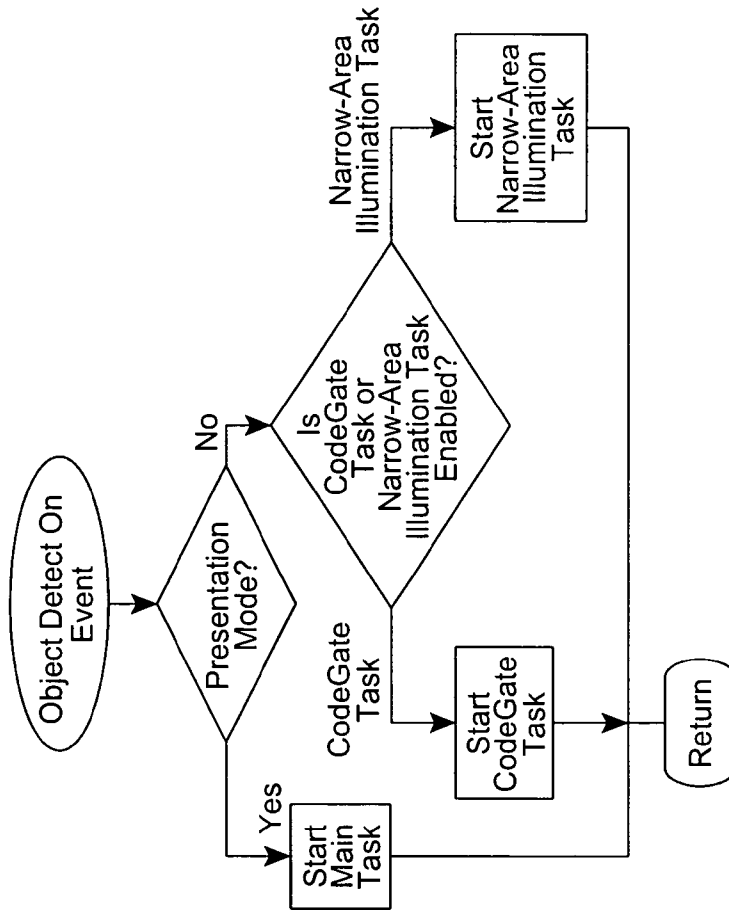 Object Detect On
Event
Presentation
Mode?
Yes
No
Start
Main
Task
Is
CodeGate
Task or
Narrow-Area
Illumination Task
Enabled?
CodeGate
Task
Narrow-Area
Illumination Task
Start
CodeGate
Task
Start
Narrow-Area
Illumination
Task
Return